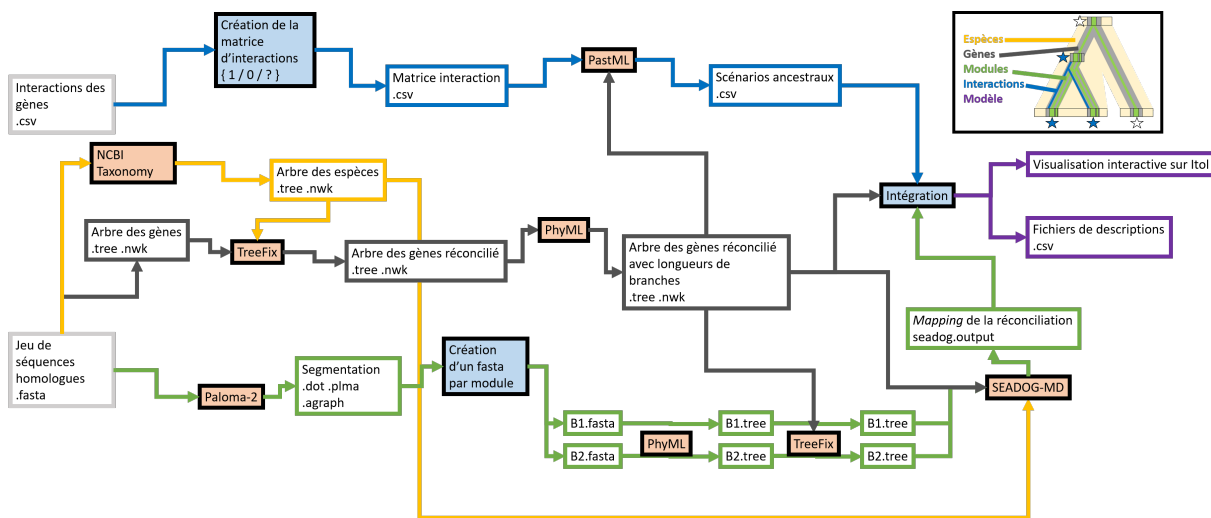 Création de la
matrice
d'interactions
{ 1 / 0 / ? }
Interactions des
gènes
.csv
Matrice interaction
.csv
PastML
Scénarios ancestraux
.csv
Espèces
Gènes
Modules
Interactions
Modèle
NCBI
Taxonomy
Arbre des espèces
.tree .nwk
Visualisation interactive sur Itol
Intégration
Arbre des gènes
.tree .nwk
TreeFix
Arbre des gènes réconcilié
.tree .nwk
PhyML
Arbre des gènes réconcilié
avec longueurs de
branches
.tree .nwk
Fichiers de descriptions
.csv
Jeu de
séquences
homologues
.fasta
Paloma-2
Segmentation
.dot .plma
.agraph
Création
d'un fasta
par module
Mapping de la réconciliation
seadog.output
SEADOG-MD
B1.fasta
B1.tree
B1.tree
PhyML
TreeFix
B2.fasta
B2.tree
B2.tree